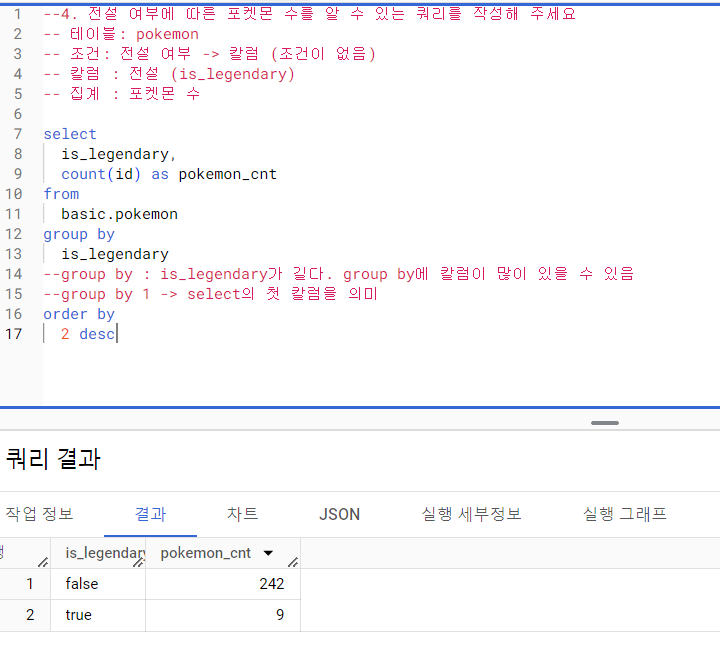 1 --4. 전설 여부에 따른 포켓몬 수를 알 수 있는 쿼리를 작성해 주세요
2 -- 테이블: pokemon
3 -- 조건: 전설 여부 -> 칼럼 (조건이 없음)
4 -- 칼럼 : 전설 (is_legendary)
5 -- 집계 : 포켓몬 수
6
7 select
8 is_legendary,
9 count(id) as pokemon_cnt
10 from
11 basic.pokemon
12 group by
13 is_legendary
14 --group by : is_legendary가 길다. group by에 칼럼이 많이 있을 수 있음
15 --group by 1 -> select의 첫 칼럼을 의미
16 order by
17 2 desc
쿼리 결과
작업 정보 결과 차트 JSON 실행 세부정보 실행 그래프
is_legendary pokemon_cnt
1 false 242
2 true 9